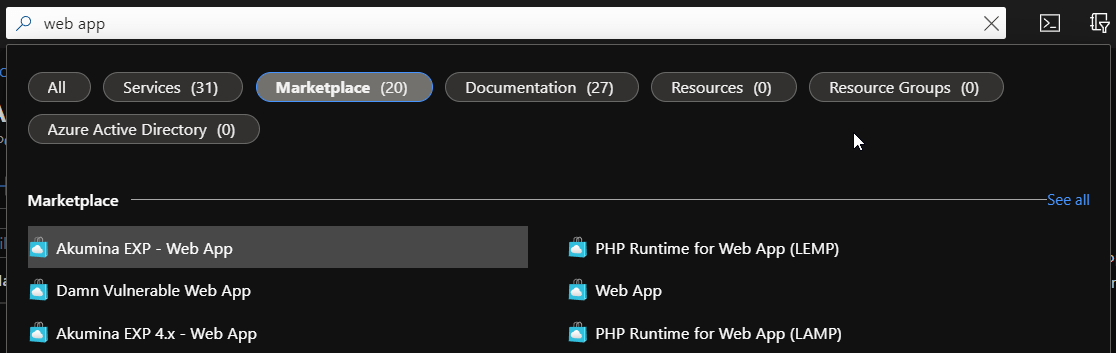 web app
All Services (31) Marketplace (20) Documentation (27) Resources (0) Resource Groups (0)
Azure Active Directory (0)
Marketplace See all
Akumina EXP - Web App PHP Runtime for Web App (LEMP)
Damn Vulnerable Web App Web App
Akumina EXP 4.x - Web App PHP Runtime for Web App (LAMP)